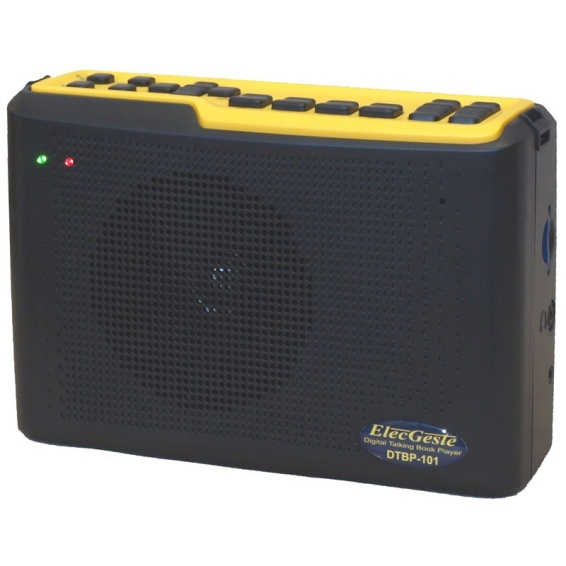 ElecGeste
Digital Talking Book Player
DTBP-101